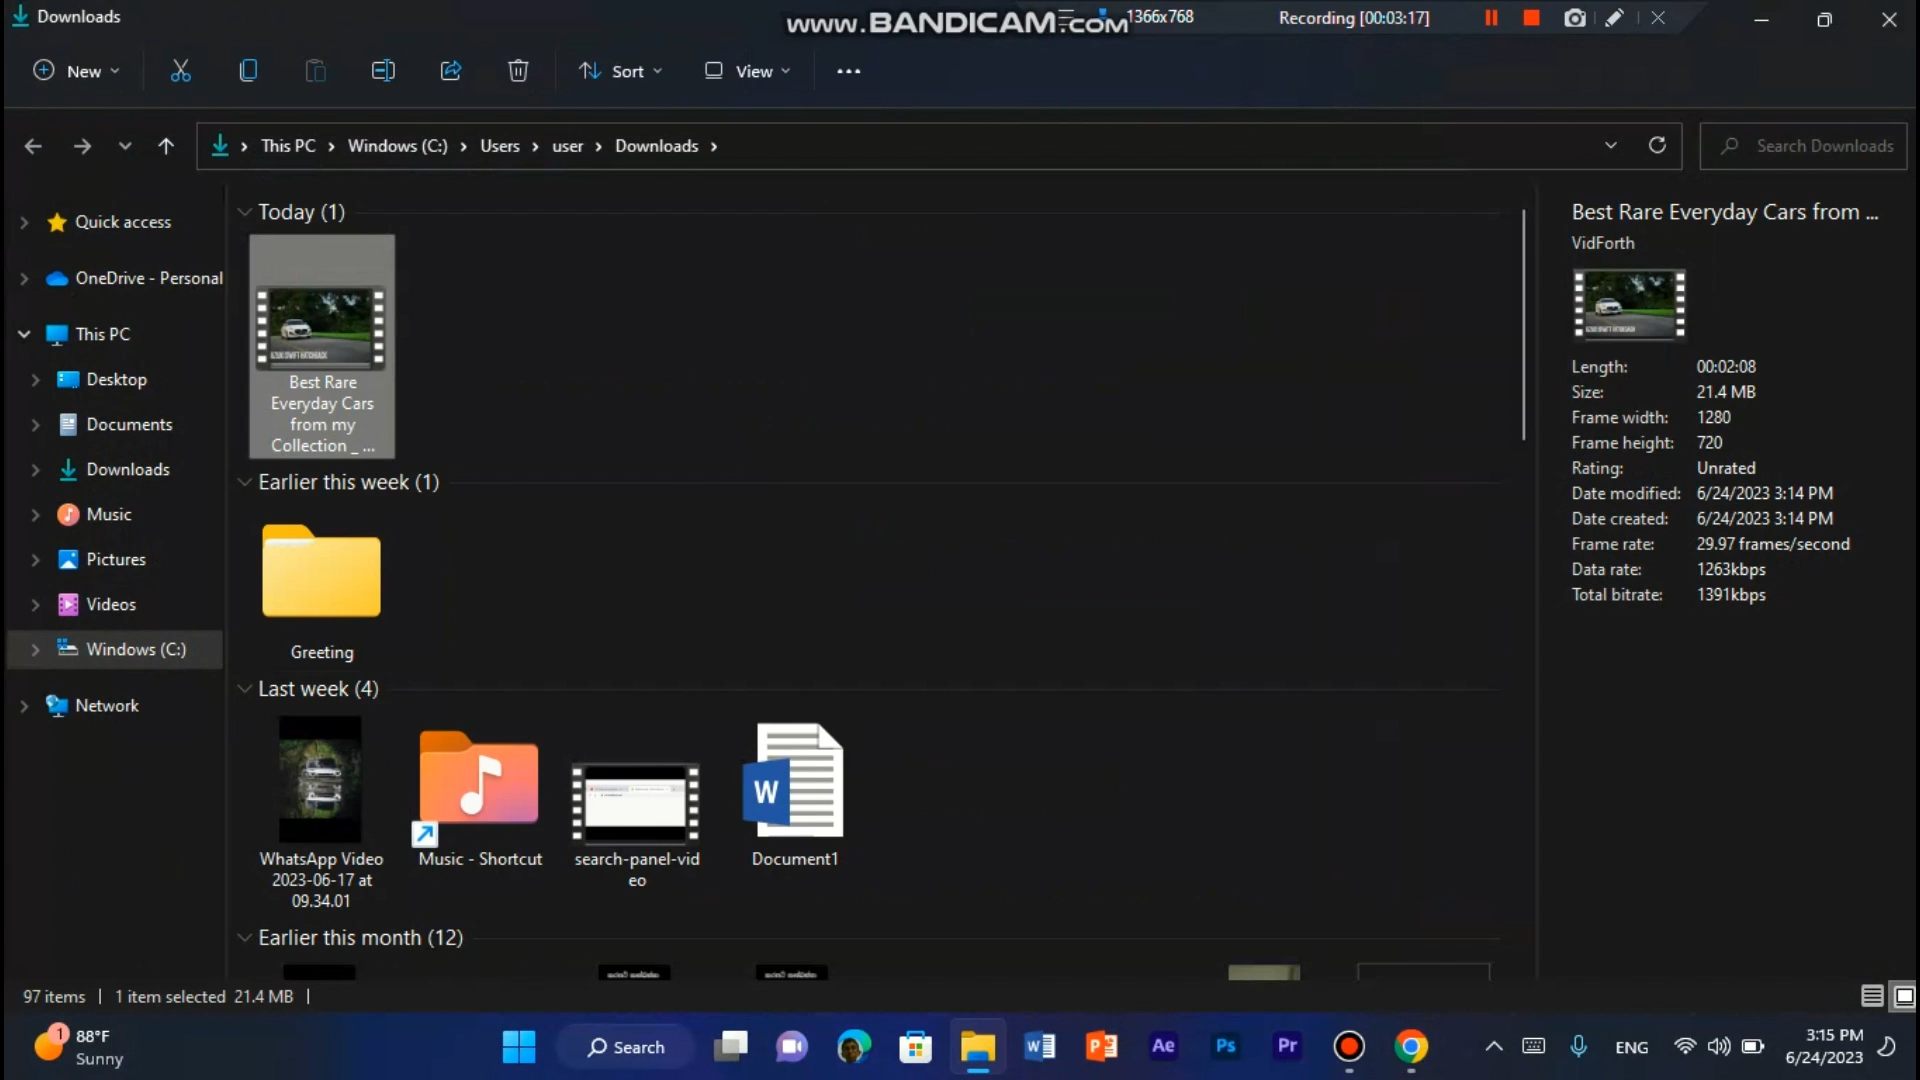 Downloads
www.BANDICAM.com
1366x768
Recording [00:03:17]
New
Sort
View
This PC
Windows (C:)
Users
user
Downloads
Search Downloads
Quick access
OneDrive - Personal
This PC
Desktop
Documents
Downloads
Music
Pictures
Videos
Windows (C:)
Network
Today (1)
Best Rare
Everyday Cars
from my
Collection _ ...
Earlier this week (1)
Greeting
Last week (4)
WhatsApp Video
2023-06-17 at
09.34.01
Music - Shortcut
search-panel-vid
eo
W
Document1
Earlier this month (12)
Best Rare Everyday Cars from ...
VidForth
Length: 00:02:08
Size: 21.4 MB
Frame width: 1280
Frame height: 720
Rating: Unrated
Date modified: 6/24/2023 3:14 PM
Date created: 6/24/2023 3:14 PM
Frame rate: 29.97 frames/second
Data rate: 1263kbps
Total bitrate: 1391kbps
97 items
1 item selected 21.4 MB
1
88°F
Sunny
Search
W
P
Ae
Ps
Pr
ENG
3:15 PM
6/24/2023